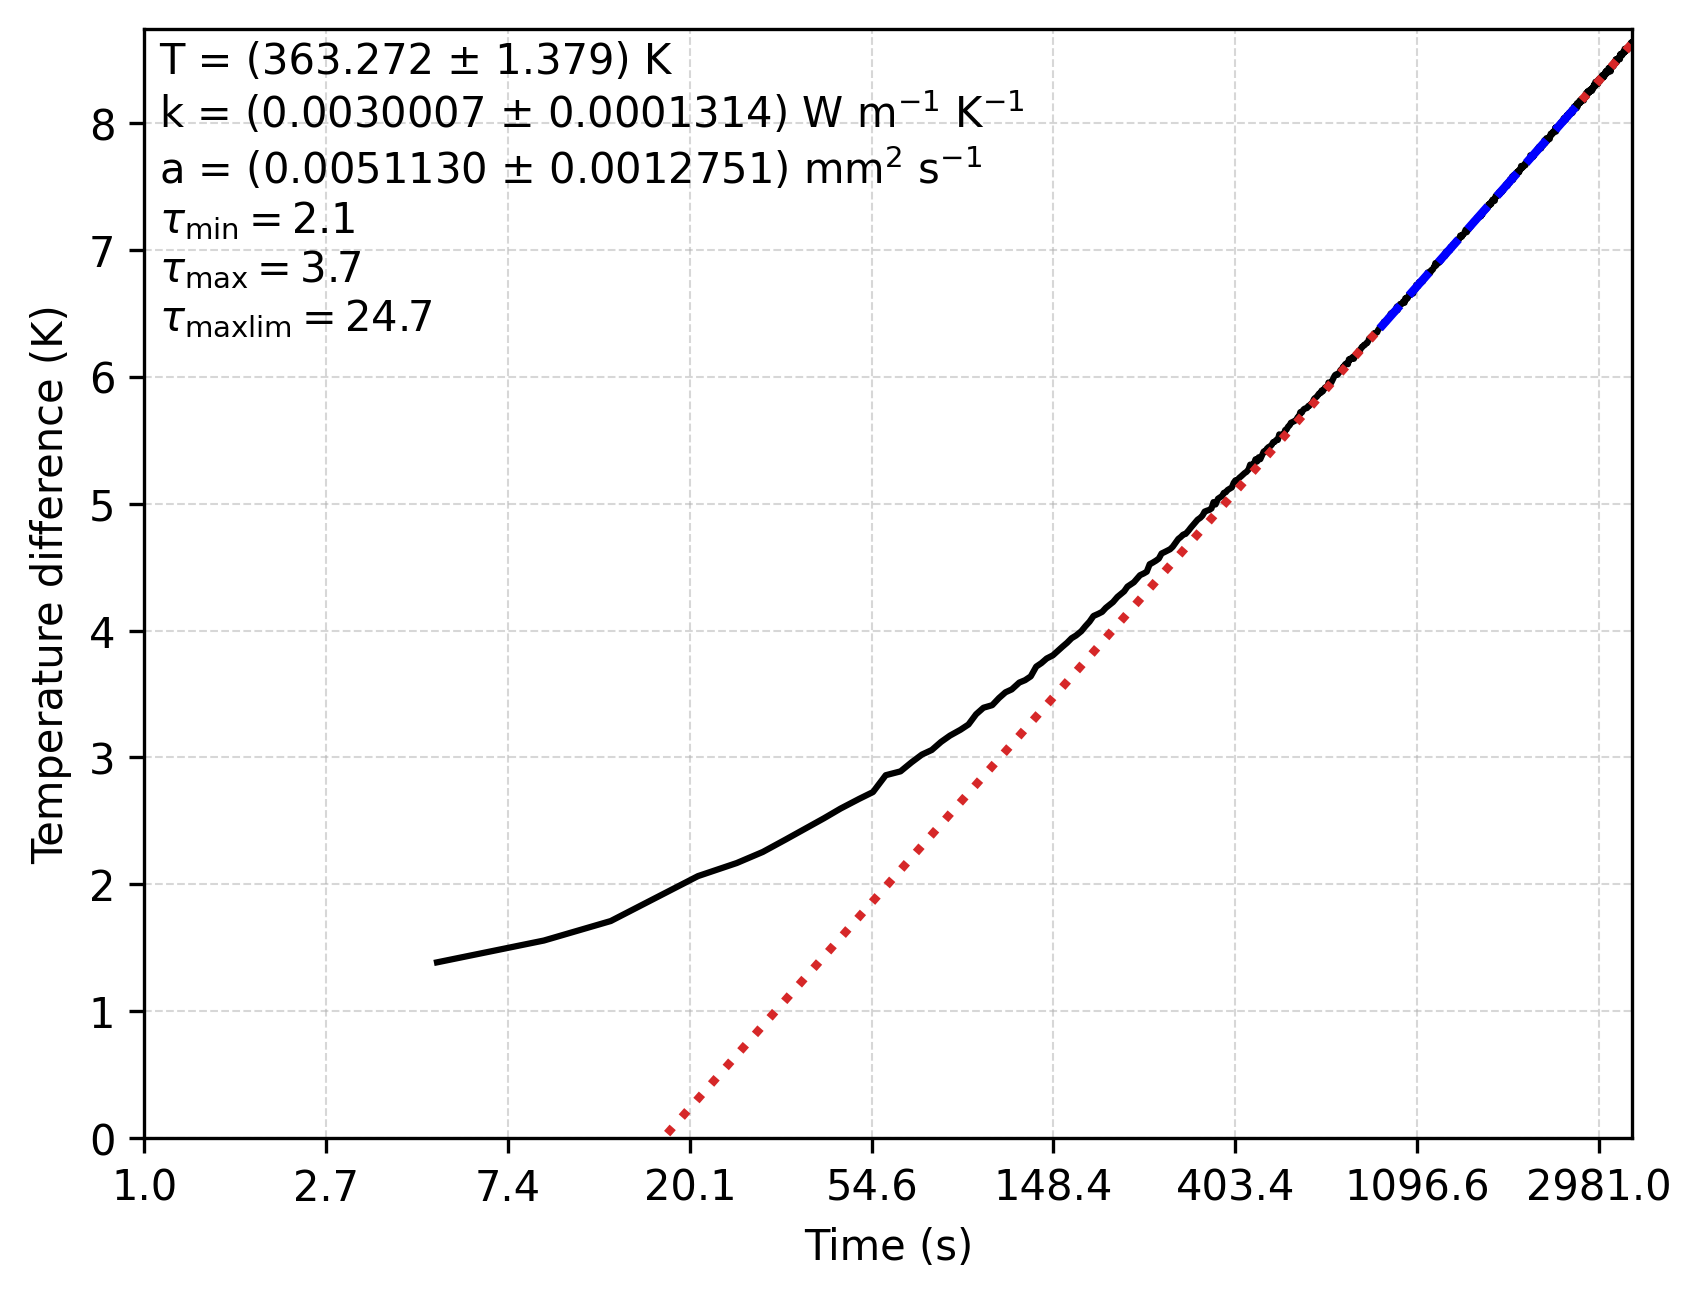 T = (363.272 ± 1.379) K
k = (0.0030007 ± 0.0001314) W m⁻¹ K⁻¹
a = (0.0051130 ± 0.0012751) mm² s⁻¹
τmin = 2.1
τmax = 3.7
τmaxlim = 24.7
Temperature difference (K)
8
7
6
5
4
3
2
1
0
1.0 2.7 7.4 20.1 54.6 148.4 403.4 1096.6 2981.0
Time (s)